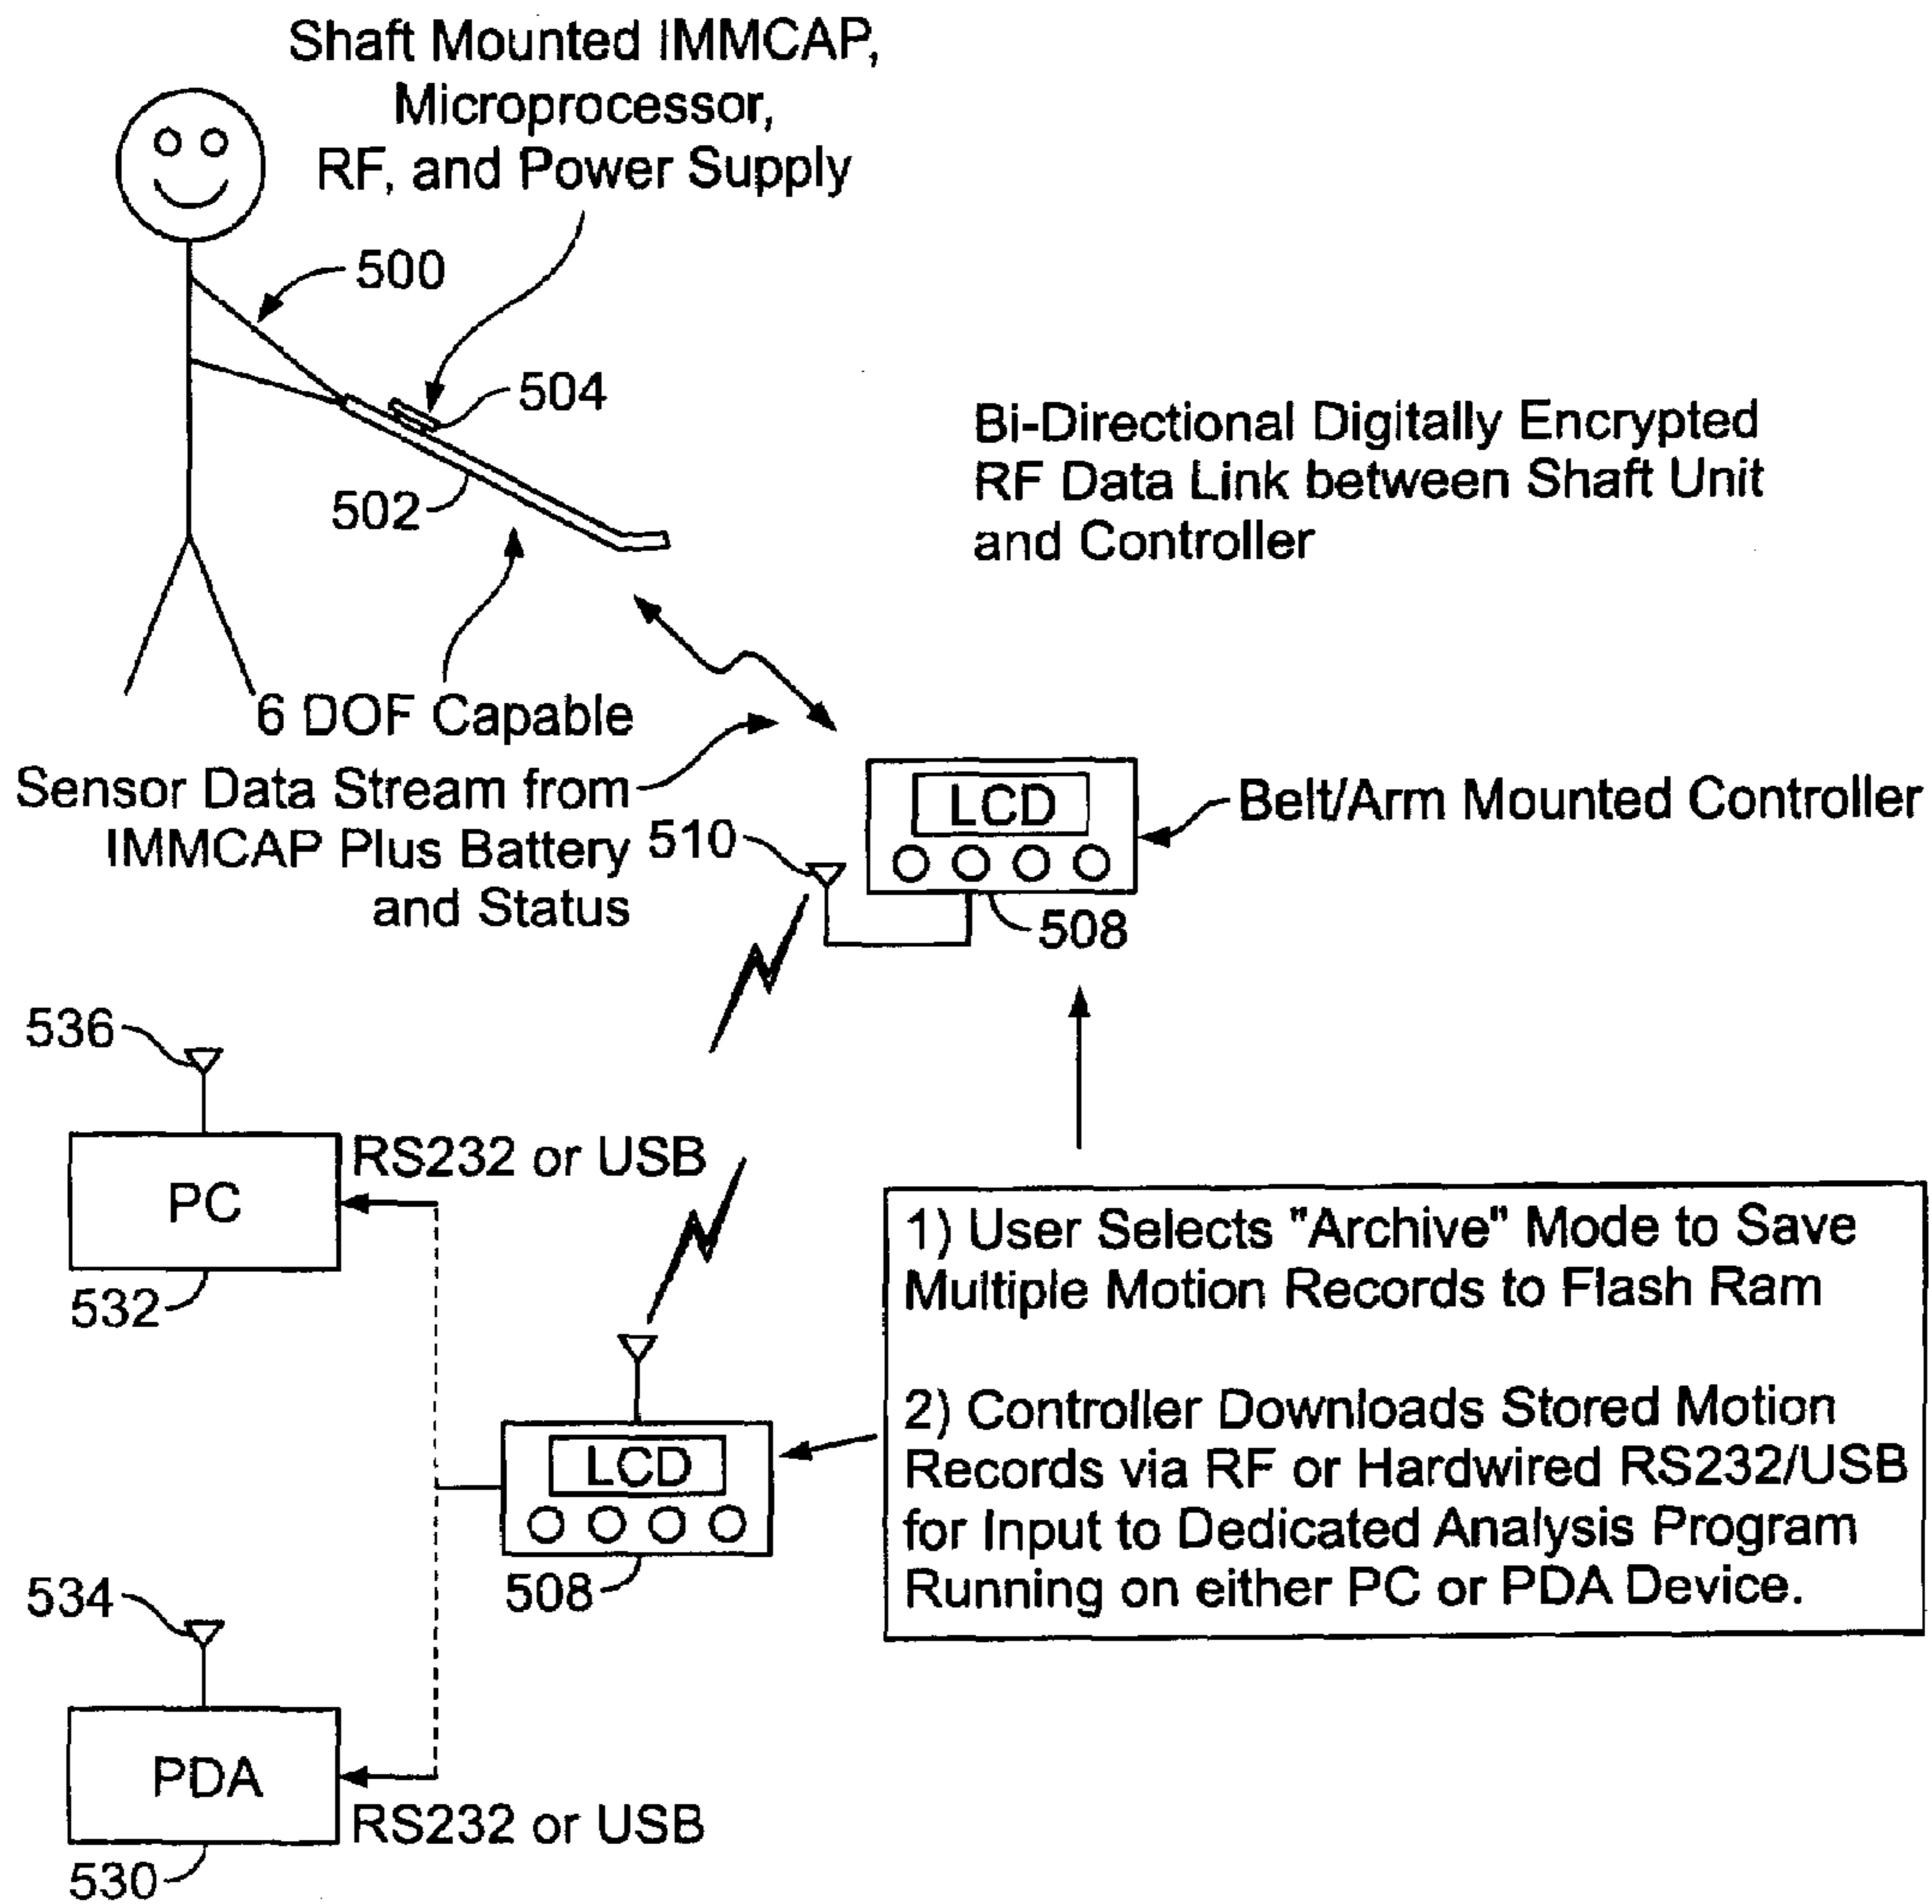 Shaft Mounted IMMCAP,
Microprocessor,
RF, and Power Supply
500
504
502
Bi-Directional Digitally Encrypted
RF Data Link between Shaft Unit
and Controller
6 DOF Capable
Sensor Data Stream from
IMMCAP Plus Battery
and Status
510
LCD
Belt/Arm Mounted Controller
508
536
PC
RS232 or USB
532
1) User Selects "Archive" Mode to Save
Multiple Motion Records to Flash Ram
2) Controller Downloads Stored Motion
Records via RF or Hardwired RS232/USB
for Input to Dedicated Analysis Program
Running on either PC or PDA Device.
LCD
508
534
PDA
RS232 or USB
530